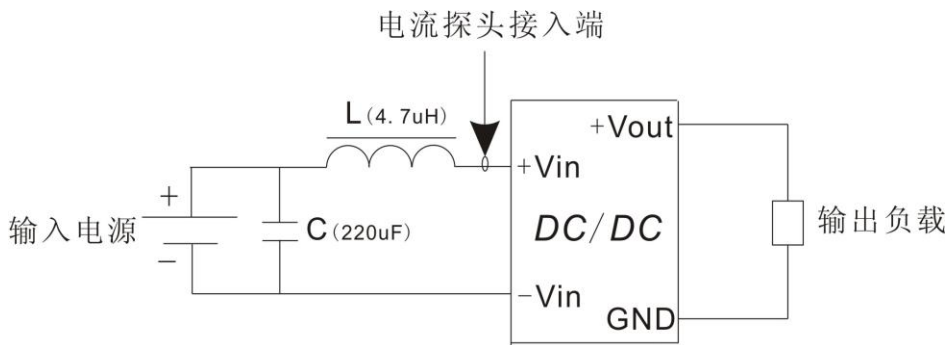 电流探头接入端
L(4.7uH)
+Vout
+Vin
+
输入电源
C(220uF)
DC/DC
输出负载
−
−Vin
GND